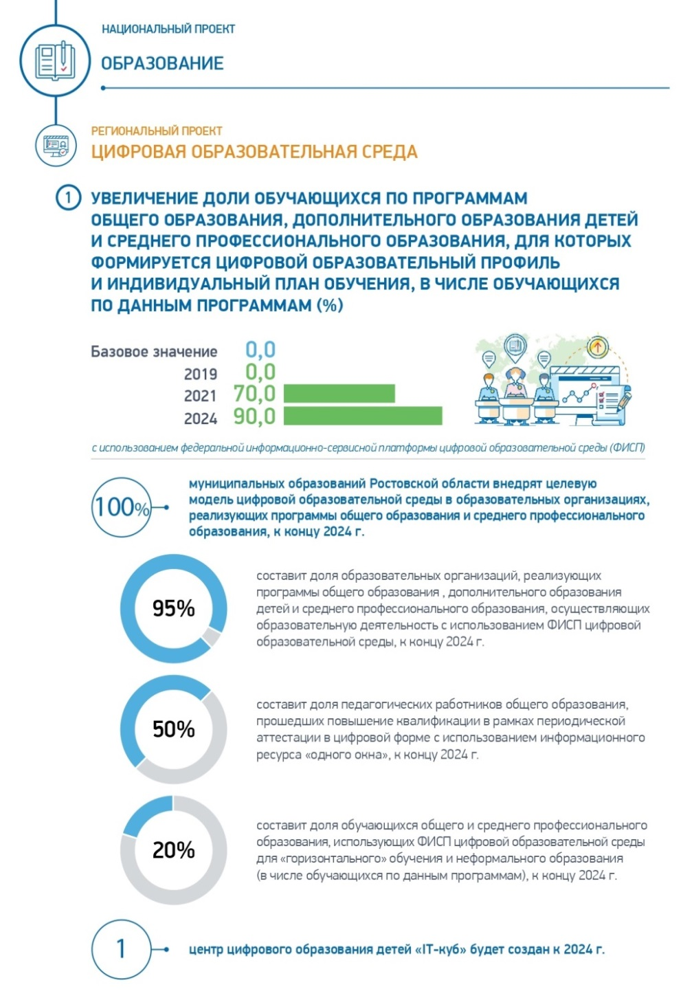 НАЦИОНАЛЬНЫЙ ПРОЕКТ
ОБРАЗОВАНИЕ
РЕГИОНАЛЬНЫЙ ПРОЕКТ
ЦИФРОВАЯ ОБРАЗОВАТЕЛЬНАЯ СРЕДА
1 УВЕЛИЧЕНИЕ ДОЛИ ОБУЧАЮЩИХСЯ ПО ПРОГРАММАМ
ОБЩЕГО ОБРАЗОВАНИЯ, ДОПОЛНИТЕЛЬНОГО ОБРАЗОВАНИЯ ДЕТЕЙ
И СРЕДНЕГО ПРОФЕССИОНАЛЬНОГО ОБРАЗОВАНИЯ, ДЛЯ КОТОРЫХ
ФОРМИРУЕТСЯ ЦИФРОВОЙ ОБРАЗОВАТЕЛЬНЫЙ ПРОФИЛЬ
И ИНДИВИДУАЛЬНЫЙ ПЛАН ОБУЧЕНИЯ, В ЧИСЛЕ ОБУЧАЮЩИХСЯ
ПО ДАННЫМ ПРОГРАММАМ (%)
Базовое значение 0,0
2019 0,0
2021 70,0
2024 90,0
с использованием федеральной информационно-сервисной платформы цифровой образовательной среды (ФИСП)
100%
муниципальных образований Ростовской области внедрят целевую
модель цифровой образовательной среды в образовательных организациях,
реализующих программы общего образования и среднего профессионального
образования, к концу 2024 г.
95%
составит доля образовательных организаций, реализующих
программы общего образования , дополнительного образования
детей и среднего профессионального образования, осуществляющих
образовательную деятельность с использованием ФИСП цифровой
образовательной среды, к концу 2024 г.
50%
составит доля педагогических работников общего образования,
прошедших повышение квалификации в рамках периодической
аттестации в цифровой форме с использованием информационного
ресурса «одного окна», к концу 2024 г.
20%
составит доля обучающихся общего и среднего профессионального
образования, использующих ФИСП цифровой образовательной среды
для «горизонтального» обучения и неформального образования
(в числе обучающихся по данным программам), к концу 2024 г.
1
центр цифрового образования детей «IT-куб» будет создан к 2024 г.